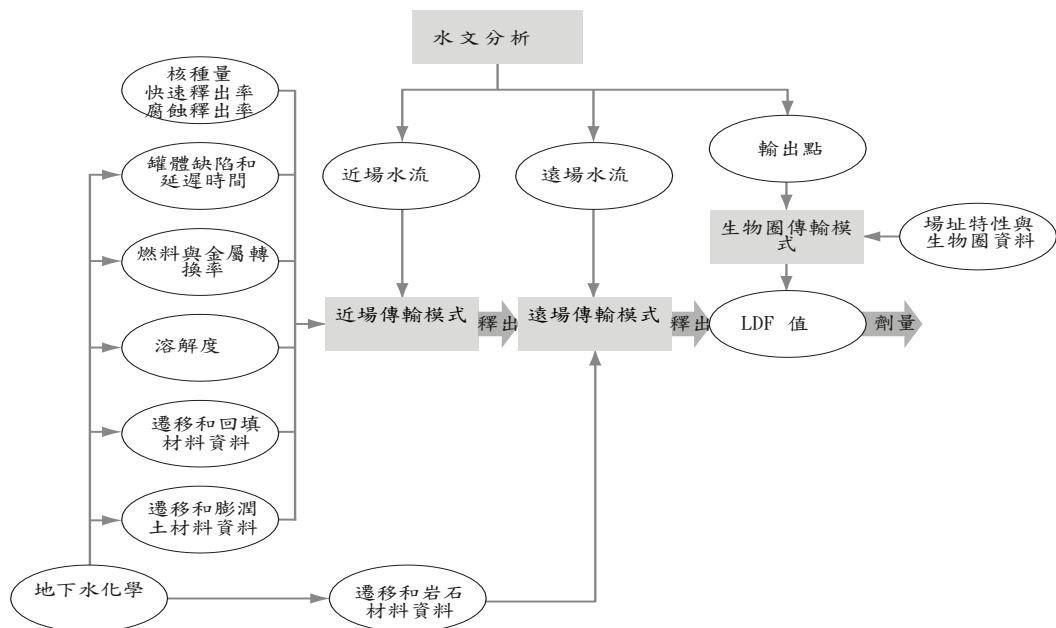 水文分析
核種量
快速釋出率
腐蝕釋出率
罐體缺陷和
延遲時間
近場水流
遠場水流
輸出點
生物圈傳輸模
式
場址特性與
生物圈資料
燃料與金屬轉
換率
近場傳輸模式
釋出
遠場傳輸模式
釋出
LDF 值
劑量
溶解度
遷移和回填
材料資料
遷移和膨潤
土材料資料
地下水化學
遷移和岩石
材料資料